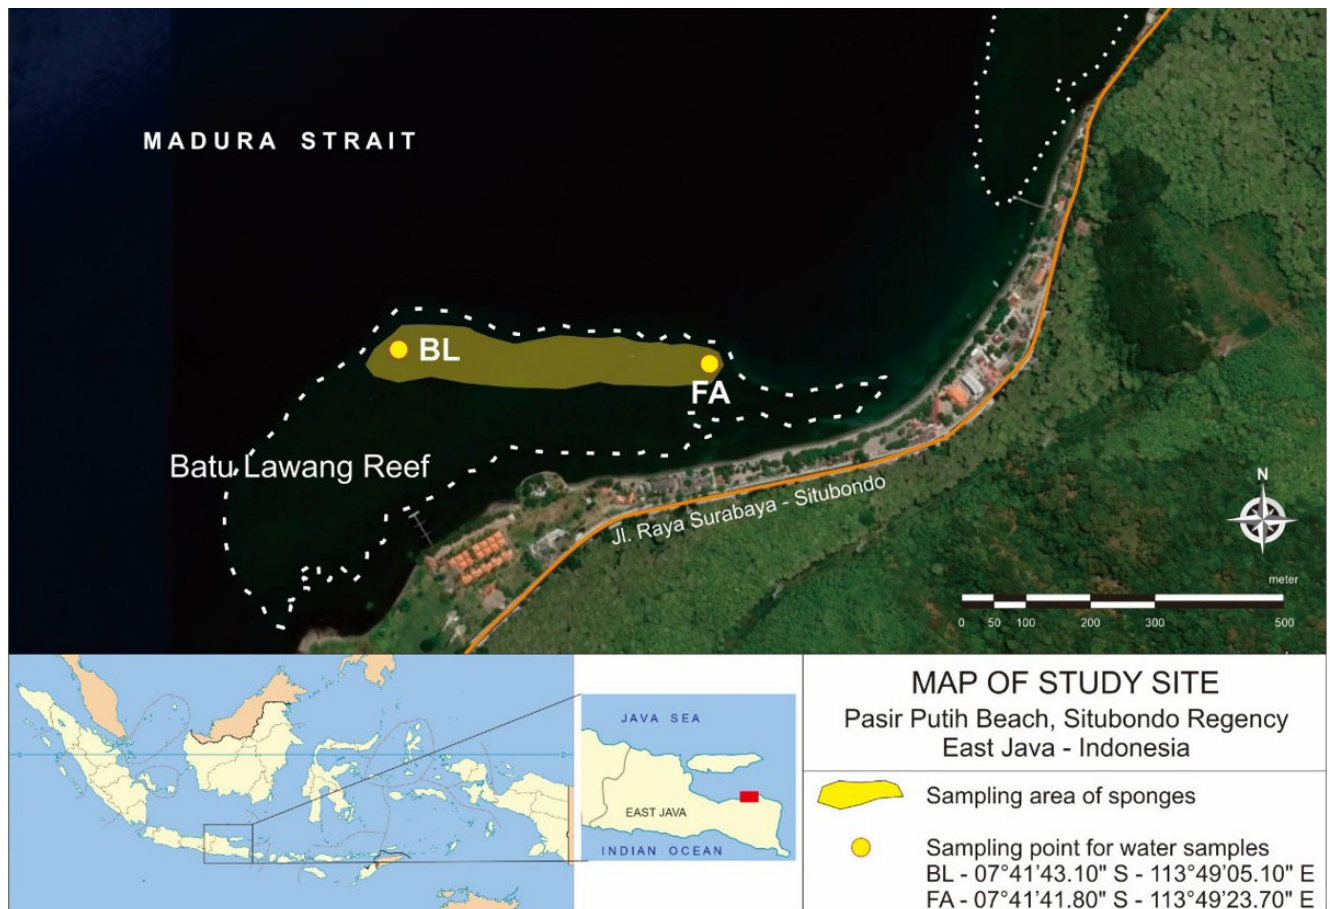 MADURA STRAIT
BL
FA
Batu Lawang Reef
Jl. Raya Surabaya - Situbondo
N
meter
0 50 100 200 300 500
JAVA SEA
EAST JAVA
INDIAN OCEAN
MAP OF STUDY SITE
Pasir Putih Beach, Situbondo Regency
East Java - Indonesia
Sampling area of sponges
Sampling point for water samples
BL - 07°41'43.10" S - 113°49'05.10" E
FA - 07°41'41.80" S - 113°49'23.70" E